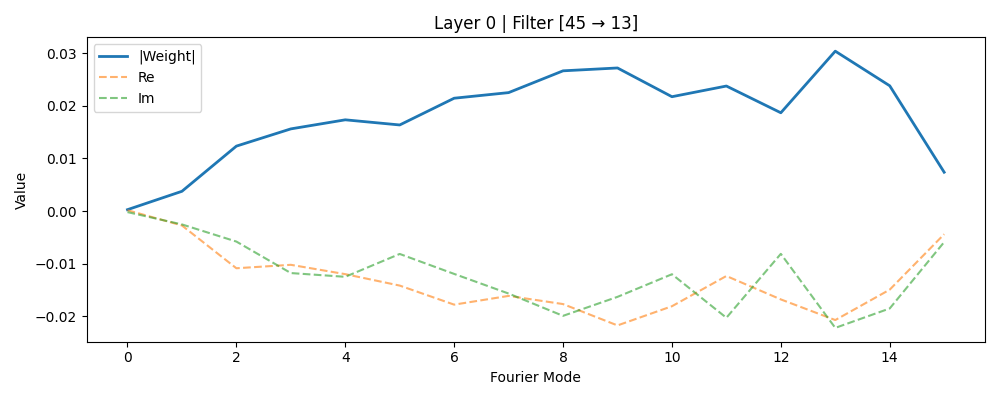 Layer 0 | Filter [45 → 13]
|Weight|
Re
Im
Value
0.03
0.02
0.01
0.00
−0.01
−0.02
0
2
4
6
8
10
12
14
Fourier Mode